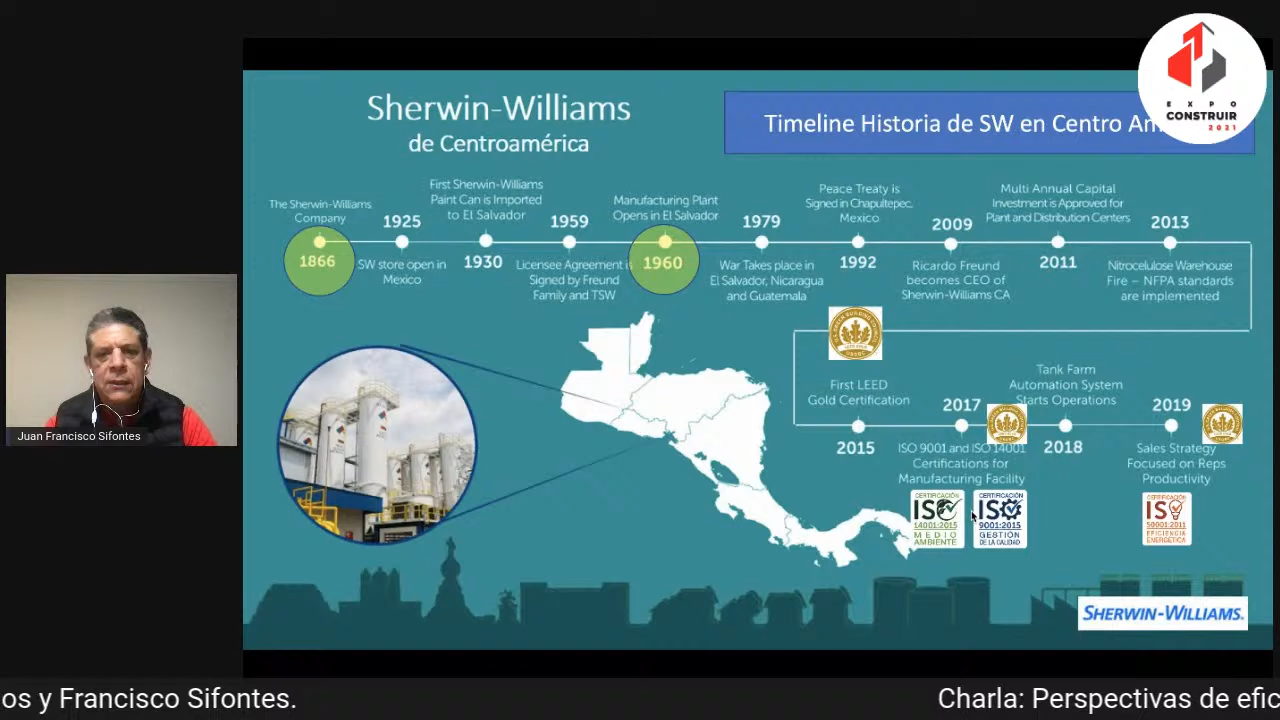 Sherwin-Williams
de Centroamérica
Timeline Historia de SW en Centro Am
EXPO
CONSTRUIR
2021
The Sherwin-Williams
Company
1866
1925
SW store open in
Mexico
First Sherwin-Williams
Paint Can is Imported
to El Salvador
1930
1959
Licensee Agreement is
Signed by Freund
Family and TSW
Manufacturing Plant
Opens in El Salvador
1960
1979
War Takes place in
El Salvador, Nicaragua
and Guatemala
Peace Treaty is
Signed in Chapultepec,
Mexico
1992
2009
Ricardo Freund
becomes CEO of
Sherwin-Williams CA
Multi Annual Capital
Investment is Approved for
Plant and Distribution Centers
2011
2013
Nitrocelulose Warehouse
Fire – NFPA standards
are implemented
First LEED
Gold Certification
2015
2017
ISO 9001 and ISO 14001
Certifications for
Manufacturing Facility
CERTIFICACIÓN
ISO
14001:2015
MEDIO
AMBIENTE
CERTIFICACIÓN
ISO
9001:2015
GESTIÓN
DE LA CALIDAD
Tank Farm
Automation System
Starts Operations
2018
2019
Sales Strategy
Focused on Reps
Productivity
CERTIFICACIÓN
ISO
50001:2011
EFICIENCIA
ENERGÉTICA
SHERWIN-WILLIAMS.
Juan Francisco Sifontes
os y Francisco Sifontes.
Charla: Perspectivas de efic